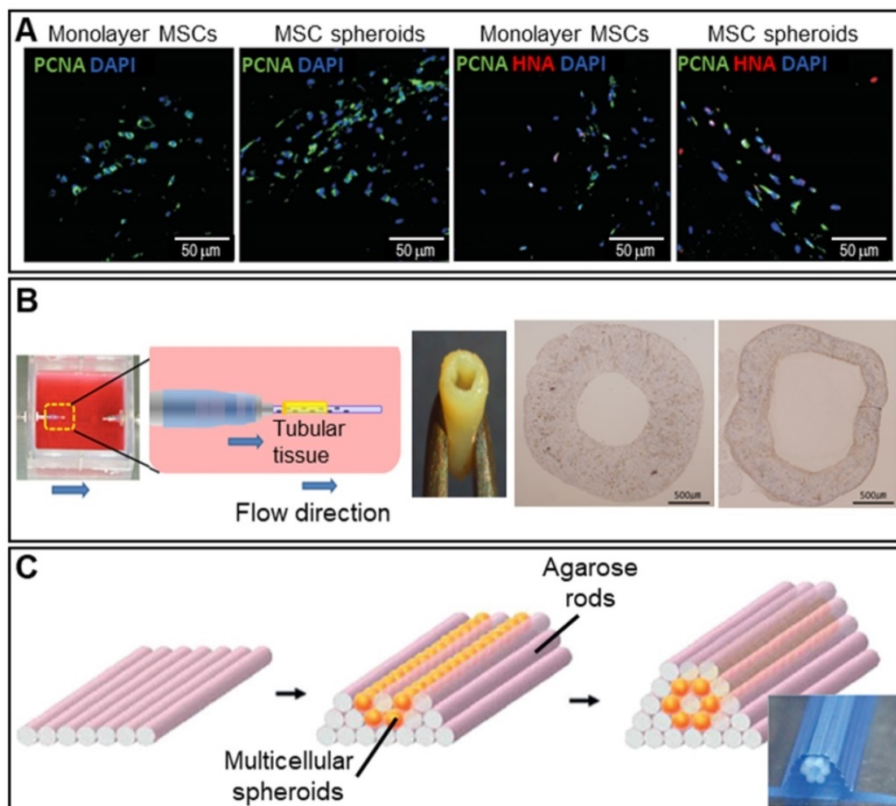 A
Monolayer MSCs
MSC spheroids
Monolayer MSCs
MSC spheroids
PCNA DAPI
PCNA DAPI
PCNA HNA DAPI
PCNA HNA DAPI
50 µm
50 µm
50 µm
50 µm
B
Tubular
tissue
Flow direction
500µm
500µm
C
Agarose
rods
Multicellular
spheroids